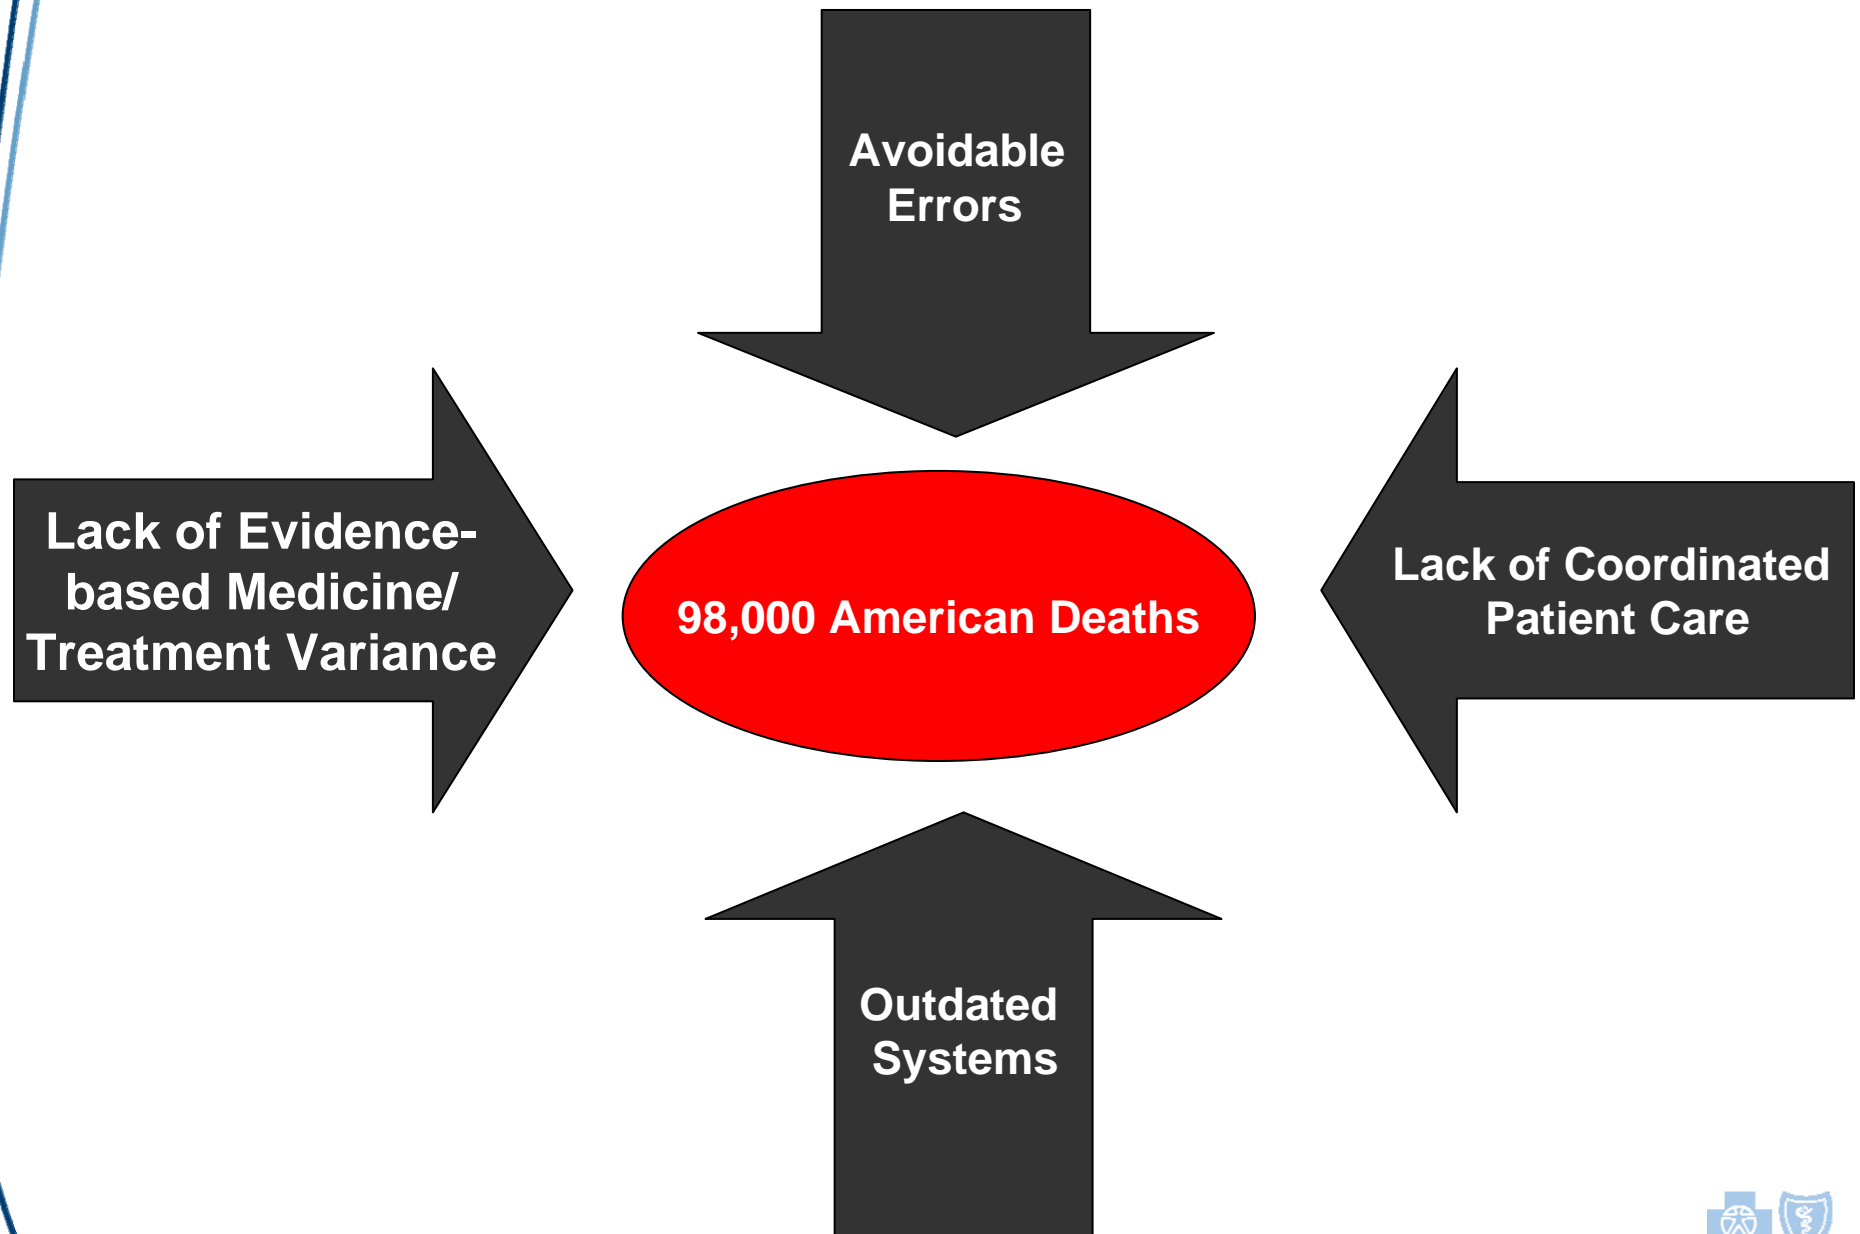 Avoidable
Errors
Lack of Evidence-
based Medicine/
Treatment Variance
98,000 American Deaths
Lack of Coordinated
Patient Care
Outdated
Systems